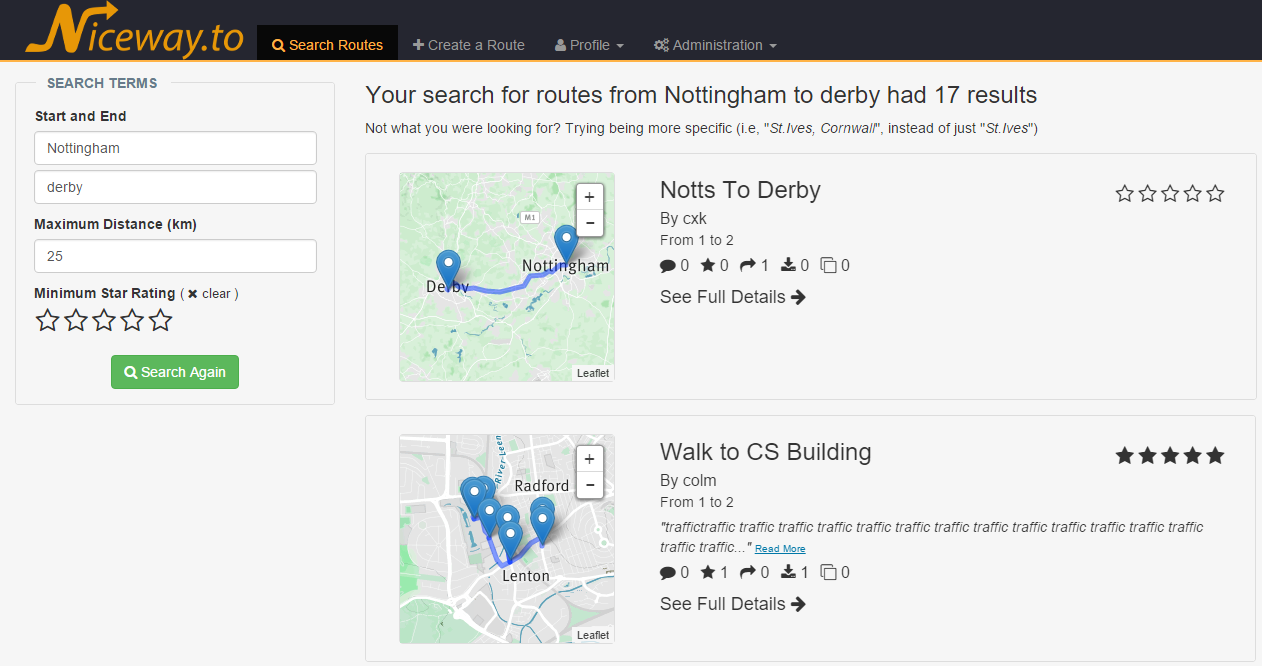 Niceway.to
Search Routes
Create a Route
Profile
Administration
SEARCH TERMS
Start and End
Nottingham
derby
Maximum Distance (km)
25
Minimum Star Rating ( ✖ clear )
Search Again
Your search for routes from Nottingham to derby had 17 results
Not what you were looking for? Trying being more specific (i.e, "St.Ives, Cornwall", instead of just "St.Ives")
+
−
M1
Nottingham
Derby
Leaflet
Notts To Derby
By cxk
From 1 to 2
0 0 1 0 0
See Full Details
+
−
River Leen
Radford
Lenton
Leaflet
Walk to CS Building
By colm
From 1 to 2
"traffictraffic traffic traffic traffic traffic traffic traffic traffic traffic traffic traffic traffic traffic
traffic traffic..." Read More
0 1 0 1 0
See Full Details